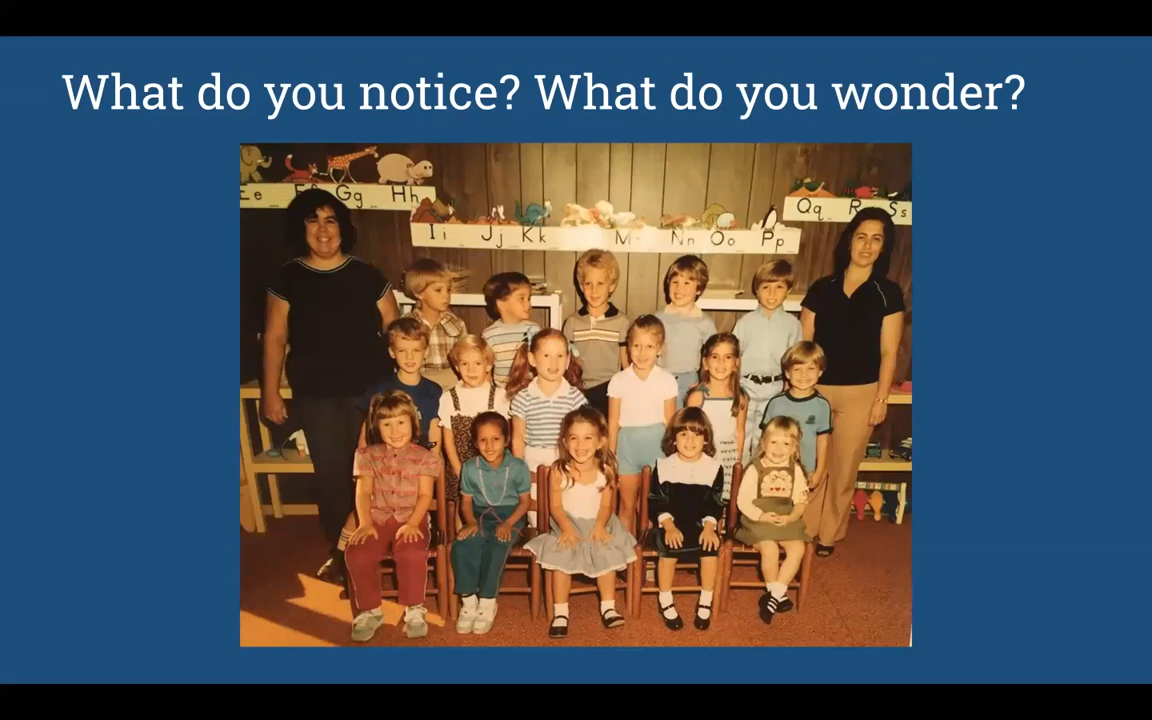 What do you notice? What do you wonder?
Ee Gg Hh
Ii Jj Kk M Nn Oo Pp
Qq R Ss